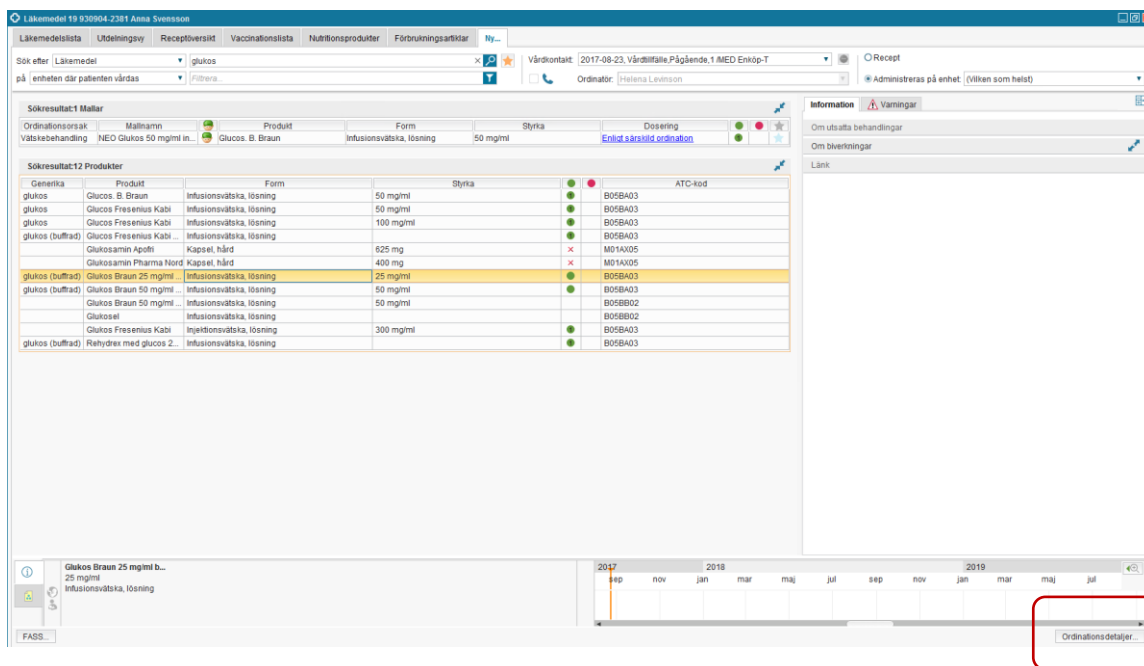 Läkemedel 19 930904-2381 Anna Svensson
Läkemedelslista Utdelningsvy Receptöversikt Vaccinationslista Nutritionsprodukter Förbrukningsartiklar Ny...
Sök efter Läkemedel glukos Vårdkontakt: 2017-08-23, Vårdtillfälle,Pågående,1 /MED Enköp-T Recept
på enheten där patienten vårdas Filtrera... Ordinatör: Helena Levinson Administreras på enhet: (Vilken som helst)
Information Varningar
Sökresultat:1 Mallar
Ordinationsorsak Mallnamn Produkt Form Styrka Dosering
Vätskebehandling NEO Glukos 50 mg/ml in... Glucos. B. Braun Infusionsvätska, lösning 50 mg/ml Enligt särskild ordination
Om utsatta behandlingar
Om biverkningar
Länk
Sökresultat:12 Produkter
Generika Produkt Form Styrka ATC-kod
glukos Glucos. B. Braun Infusionsvätska, lösning 50 mg/ml B05BA03
glukos Glucos Fresenius Kabi Infusionsvätska, lösning 50 mg/ml B05BA03
glukos Glucos Fresenius Kabi Infusionsvätska, lösning 100 mg/ml B05BA03
glukos (buffrad) Glucos Fresenius Kabi ... Infusionsvätska, lösning B05BA03
Glukosamin Apofri Kapsel, hård 625 mg M01AX05
Glukosamin Pharma Nord Kapsel, hård 400 mg M01AX05
glukos (buffrad) Glukos Braun 25 mg/ml ... Infusionsvätska, lösning 25 mg/ml B05BA03
glukos (buffrad) Glukos Braun 50 mg/ml ... Infusionsvätska, lösning 50 mg/ml B05BA03
Glukos Braun 50 mg/ml ... Infusionsvätska, lösning 50 mg/ml B05BB02
Glukosel Infusionsvätska, lösning B05BB02
Glukos Fresenius Kabi Injektionsvätska, lösning 300 mg/ml B05BA03
glukos (buffrad) Rehydrex med glucos 2... Infusionsvätska, lösning B05BA03
Glukos Braun 25 mg/ml b...
25 mg/ml
Infusionsvätska, lösning
2017 2018 2019
sep nov jan mar maj jul sep nov jan mar maj jul
FASS... Ordinationsdetaljer...